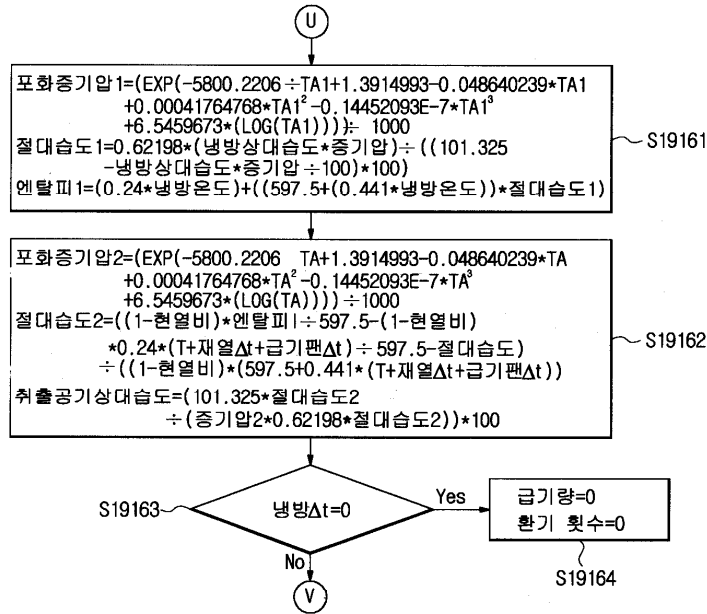 U
포화증기압1=(EXP(-5800.2206÷TA1+1.3914993-0.048640239*TA1
+0.00041764768*TA1²-0.14452093E-7*TA1³
+6.5459673*(LOG(TA1))))÷ 1000
절대습도1=0.62198*(냉방상대습도*증기압)÷((101.325
-냉방상대습도*증기압÷100)*100)
엔탈피1=(0.24*냉방온도)+((597.5+(0.441*냉방온도))*절대습도1)
S19161
포화증기압2=(EXP(-5800.2206 TA+1.3914993-0.048640239*TA
+0.00041764768*TA²-0.14452093E-7*TA³
+6.5459673*(LOG(TA))))÷1000
절대습도2=((1-현열비)*엔탈피|÷597.5-(1-현열비)
*0.24*(T+재열Δt+급기팬Δt)÷597.5-절대습도)
÷((1-현열비)*(597.5+0.441*(T+재열Δt+급기팬Δt))
취출공기상대습도=(101.325*절대습도2
÷(증기압2*0.62198*절대습도2))*100
S19162
냉방Δt=0
S19163
Yes
급기량=0
환기 횟수=0
S19164
No
V